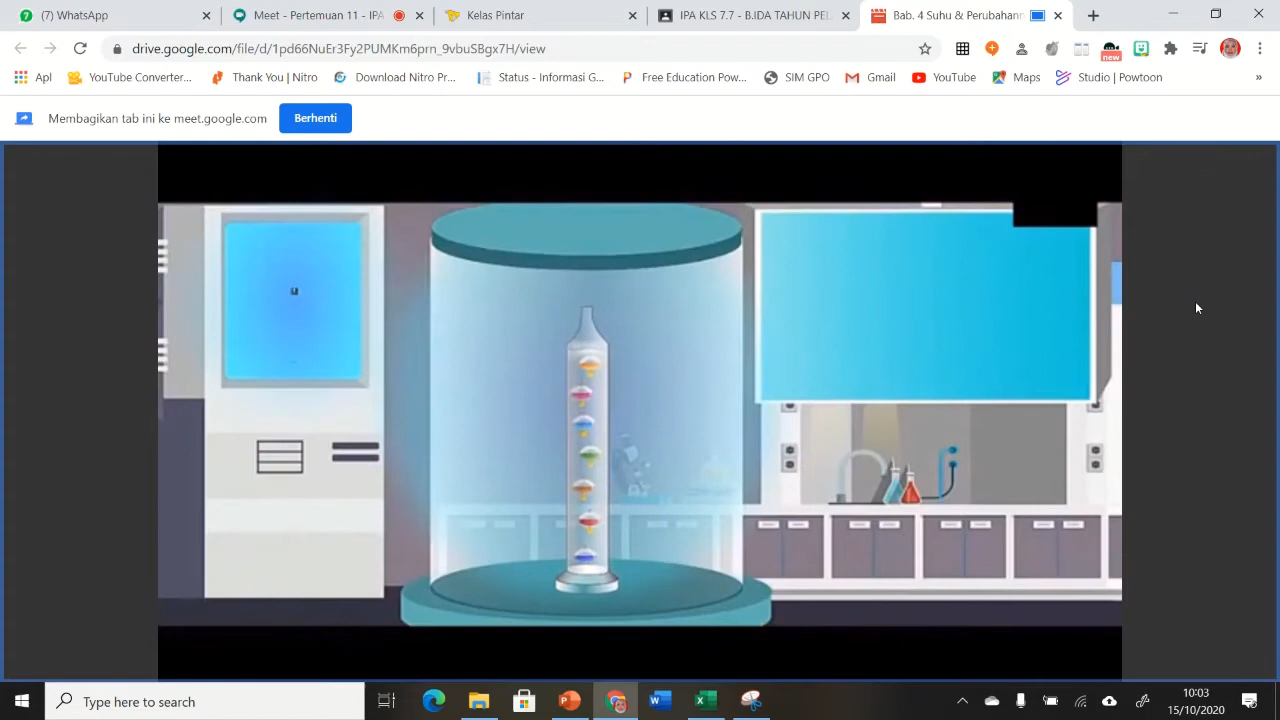 (7) WhatsApp
Meet - Pertemuan 11 - IPA
Kelas Pintar
IPA KLS 7.7 - B.IDA TAHUN PEL
Bab. 4 Suhu & Perubahann
drive.google.com/file/d/1pd66NuEr3Fy2PUMKm6prn_9vbuSBgx7H/view
new
Apl
YouTube Converter...
Thank You | Nitro
Download Nitro Pr...
Status - Informasi G...
Free Education Pow...
SIM GPO
Gmail
YouTube
Maps
Studio | Powtoon
»
Membagikan tab ini ke meet.google.com
Berhenti
Type here to search
10:03
15/10/2020